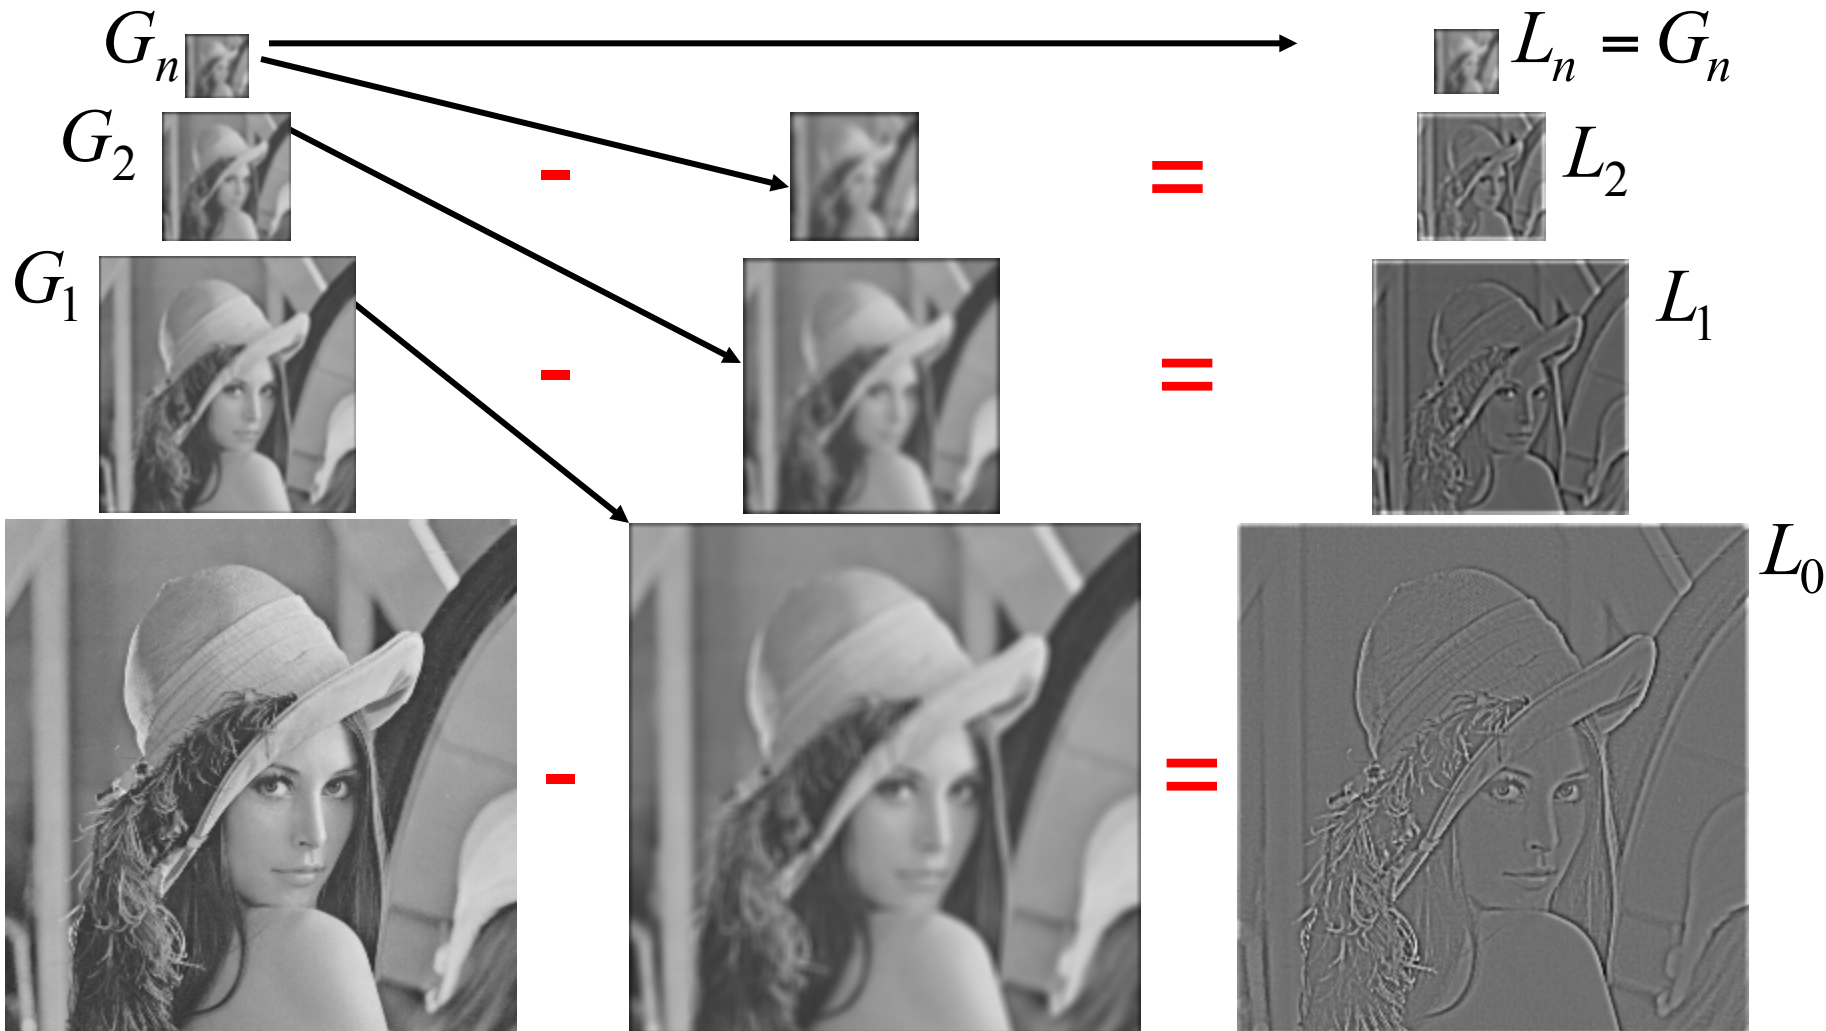 Gₙ Lₙ = Gₙ
G₂ - = L₂
G₁ - = L₁
- = L₀